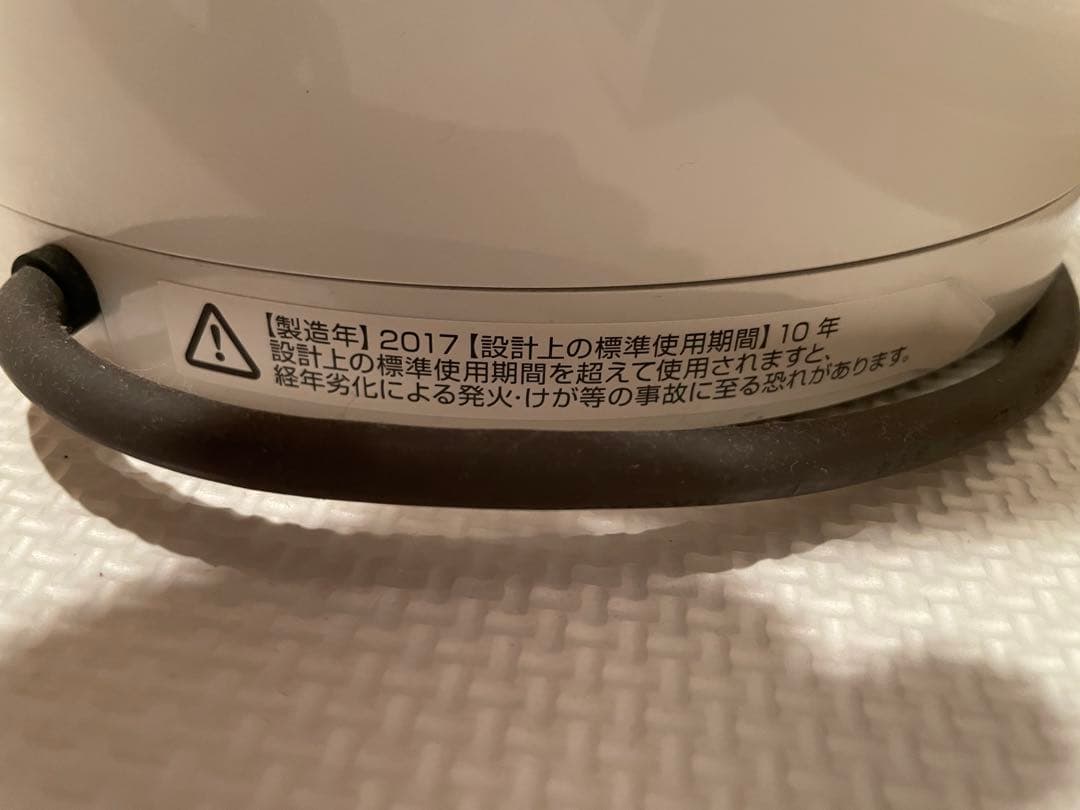 【製造年】2017【設計上の標準使用期間】10年
設計上の標準使用期間を超えて使用されますと、
経年劣化による発火・けが等の事故に至る恐れがあります。